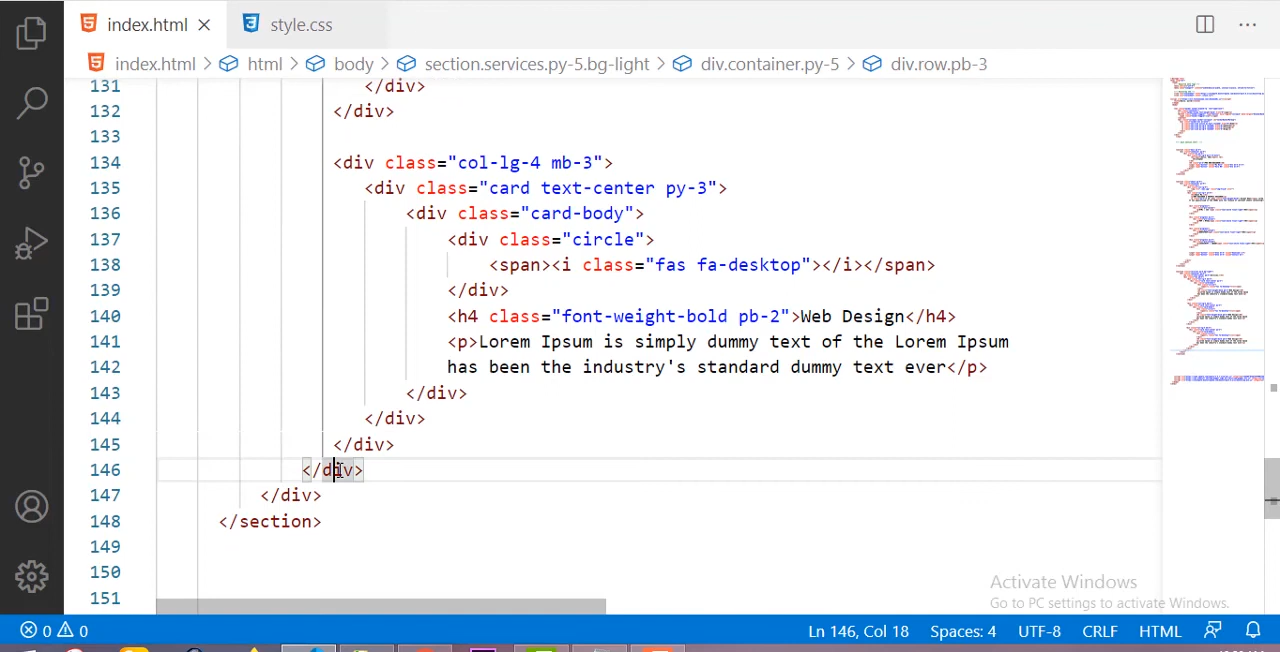 index.html style.css
index.html > html > body > section.services.py-5.bg-light > div.container.py-5 > div.row.pb-3
131 </div>
132 </div>
133
134 <div class="col-lg-4 mb-3">
135 <div class="card text-center py-3">
136 <div class="card-body">
137 <div class="circle">
138 <span><i class="fas fa-desktop"></i></span>
139 </div>
140 <h4 class="font-weight-bold pb-2">Web Design</h4>
141 <p>Lorem Ipsum is simply dummy text of the Lorem Ipsum
142 has been the industry's standard dummy text ever</p>
143 </div>
144 </div>
145 </div>
146 </div>
147 </div>
148 </section>
149
150
151
Activate Windows
Go to PC settings to activate Windows.
0 0 Ln 146, Col 18 Spaces: 4 UTF-8 CRLF HTML